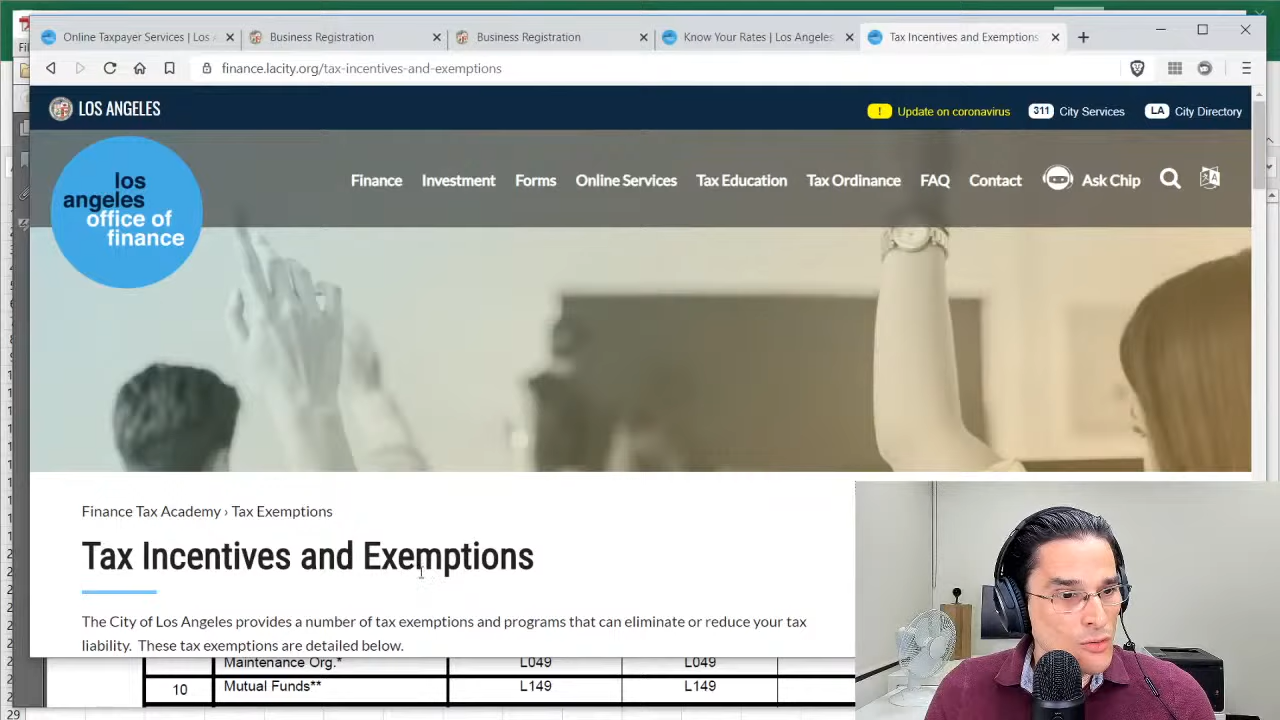 Online Taxpayer Services | Los
Business Registration
Business Registration
Know Your Rates | Los Angeles
Tax Incentives and Exemptions
finance.lacity.org/tax-incentives-and-exemptions
LOS ANGELES
! Update on coronavirus
311 City Services
LA City Directory
los
angeles
office of
finance
Finance
Investment
Forms
Online Services
Tax Education
Tax Ordinance
FAQ
Contact
Ask Chip
Finance Tax Academy › Tax Exemptions
Tax Incentives and Exemptions
The City of Los Angeles provides a number of tax exemptions and programs that can eliminate or reduce your tax
liability. These tax exemptions are detailed below.
Maintenance Org.* L049 L049
10 Mutual Funds** L149 L149
29